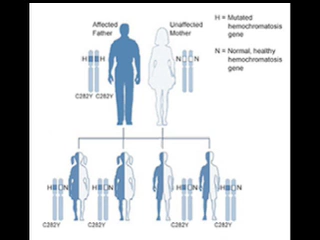 Affected
Father
Unaffected
Mother
H = Mutated
hemochromatosis
gene
N = Normal, healthy
hemochromatosis
gene
H H
N N
C282Y C282Y
H N H N H N H N
C282Y C282Y C282Y C282Y